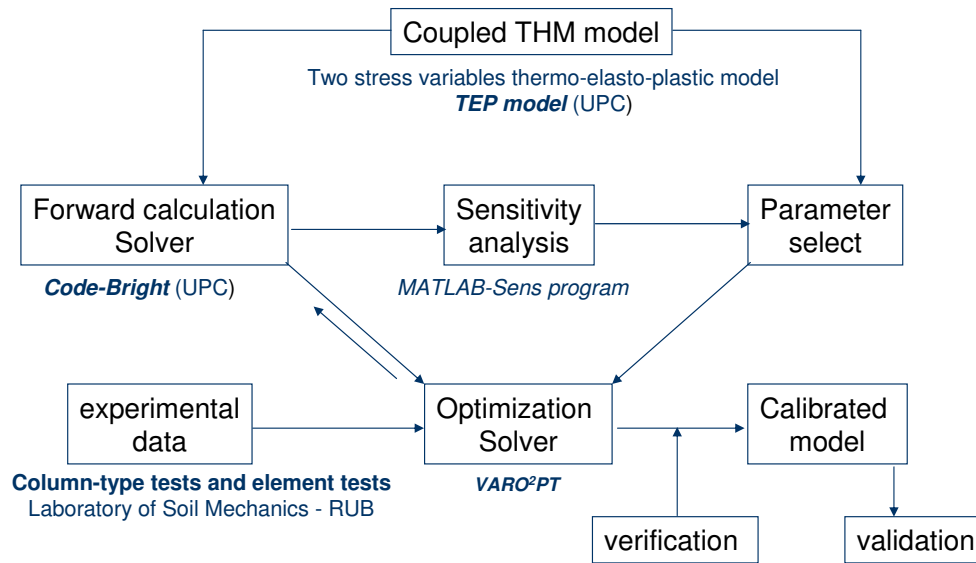 Coupled THM model
Two stress variables thermo-elasto-plastic model
TEP model (UPC)
Forward calculation
Solver
Code-Bright (UPC)
Sensitivity
analysis
MATLAB-Sens program
Parameter
select
experimental
data
Column-type tests and element tests
Laboratory of Soil Mechanics - RUB
Optimization
Solver
VARO²PT
Calibrated
model
verification
validation